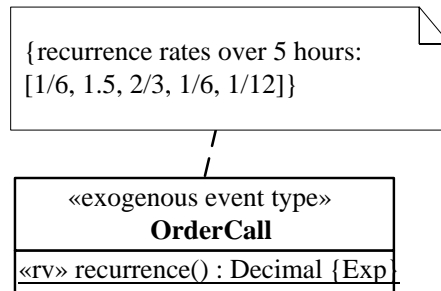 {recurrence rates over 5 hours:
[1/6, 1.5, 2/3, 1/6, 1/12]}
«exogenous event type»
OrderCall
«rv» recurrence() : Decimal {Exp}